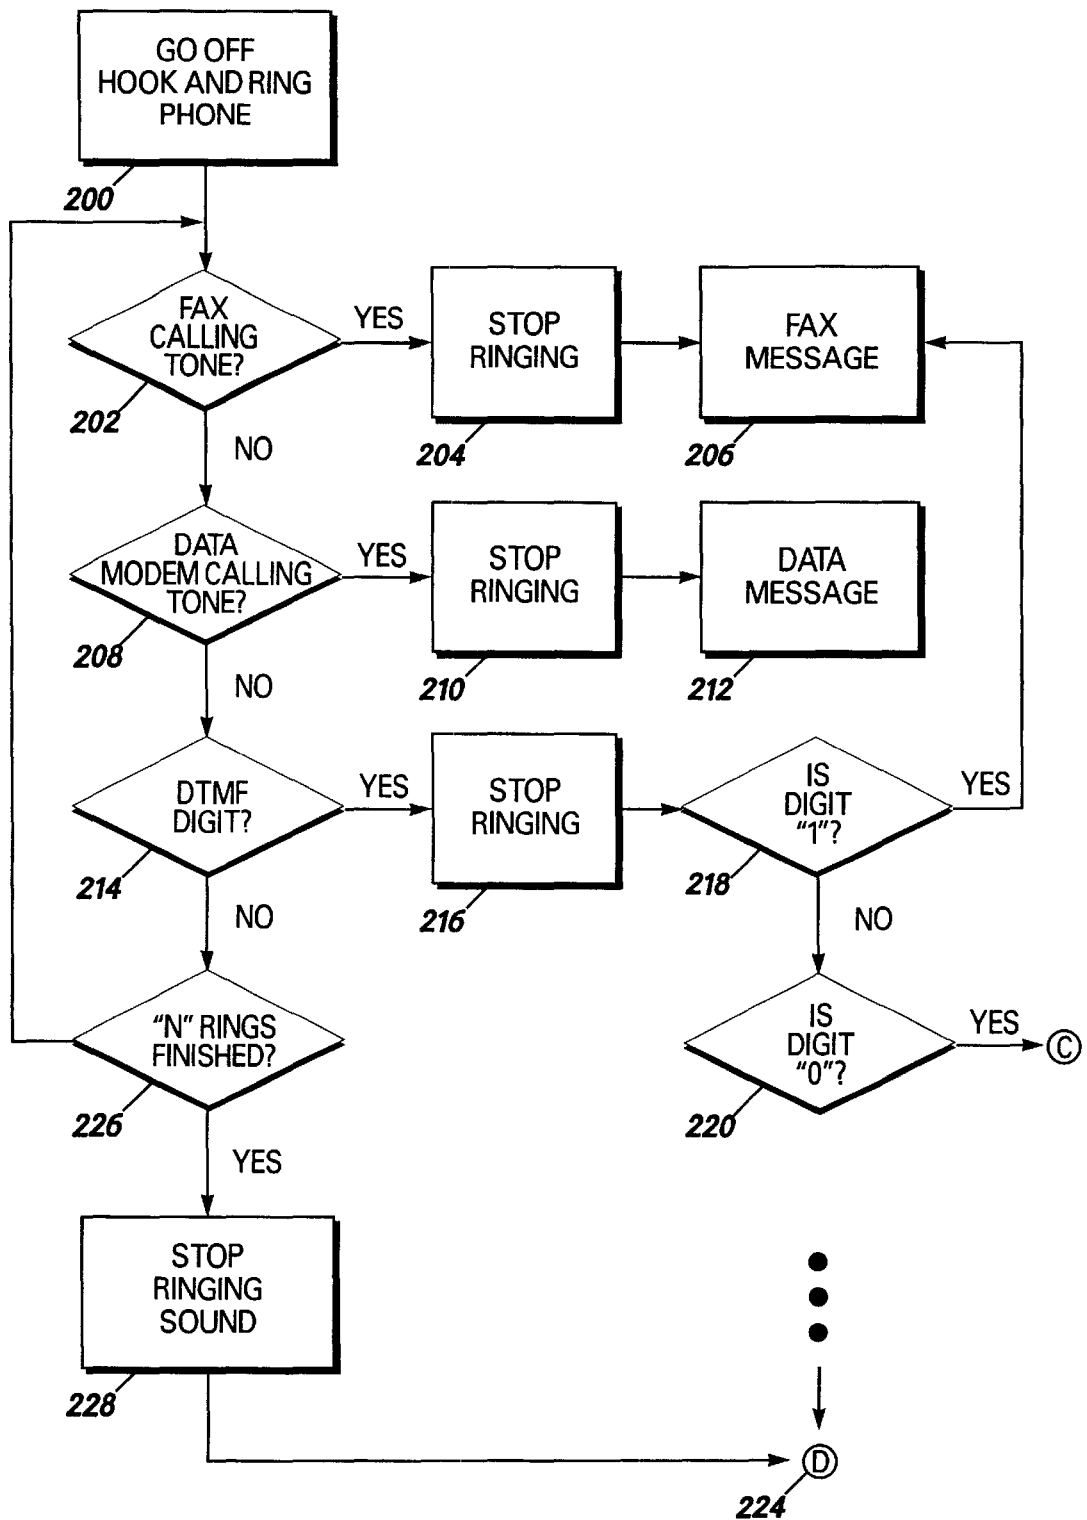 GO OFF
HOOK AND RING
PHONE
200
FAX
CALLING
TONE?
202
YES
STOP
RINGING
204
FAX
MESSAGE
206
NO
DATA
MODEM CALLING
TONE?
208
YES
STOP
RINGING
210
DATA
MESSAGE
212
NO
DTMF
DIGIT?
214
YES
STOP
RINGING
216
IS
DIGIT
"1"?
218
YES
NO
NO
"N" RINGS
FINISHED?
226
IS
DIGIT
"0"?
220
YES
C
YES
STOP
RINGING
SOUND
228
D
224